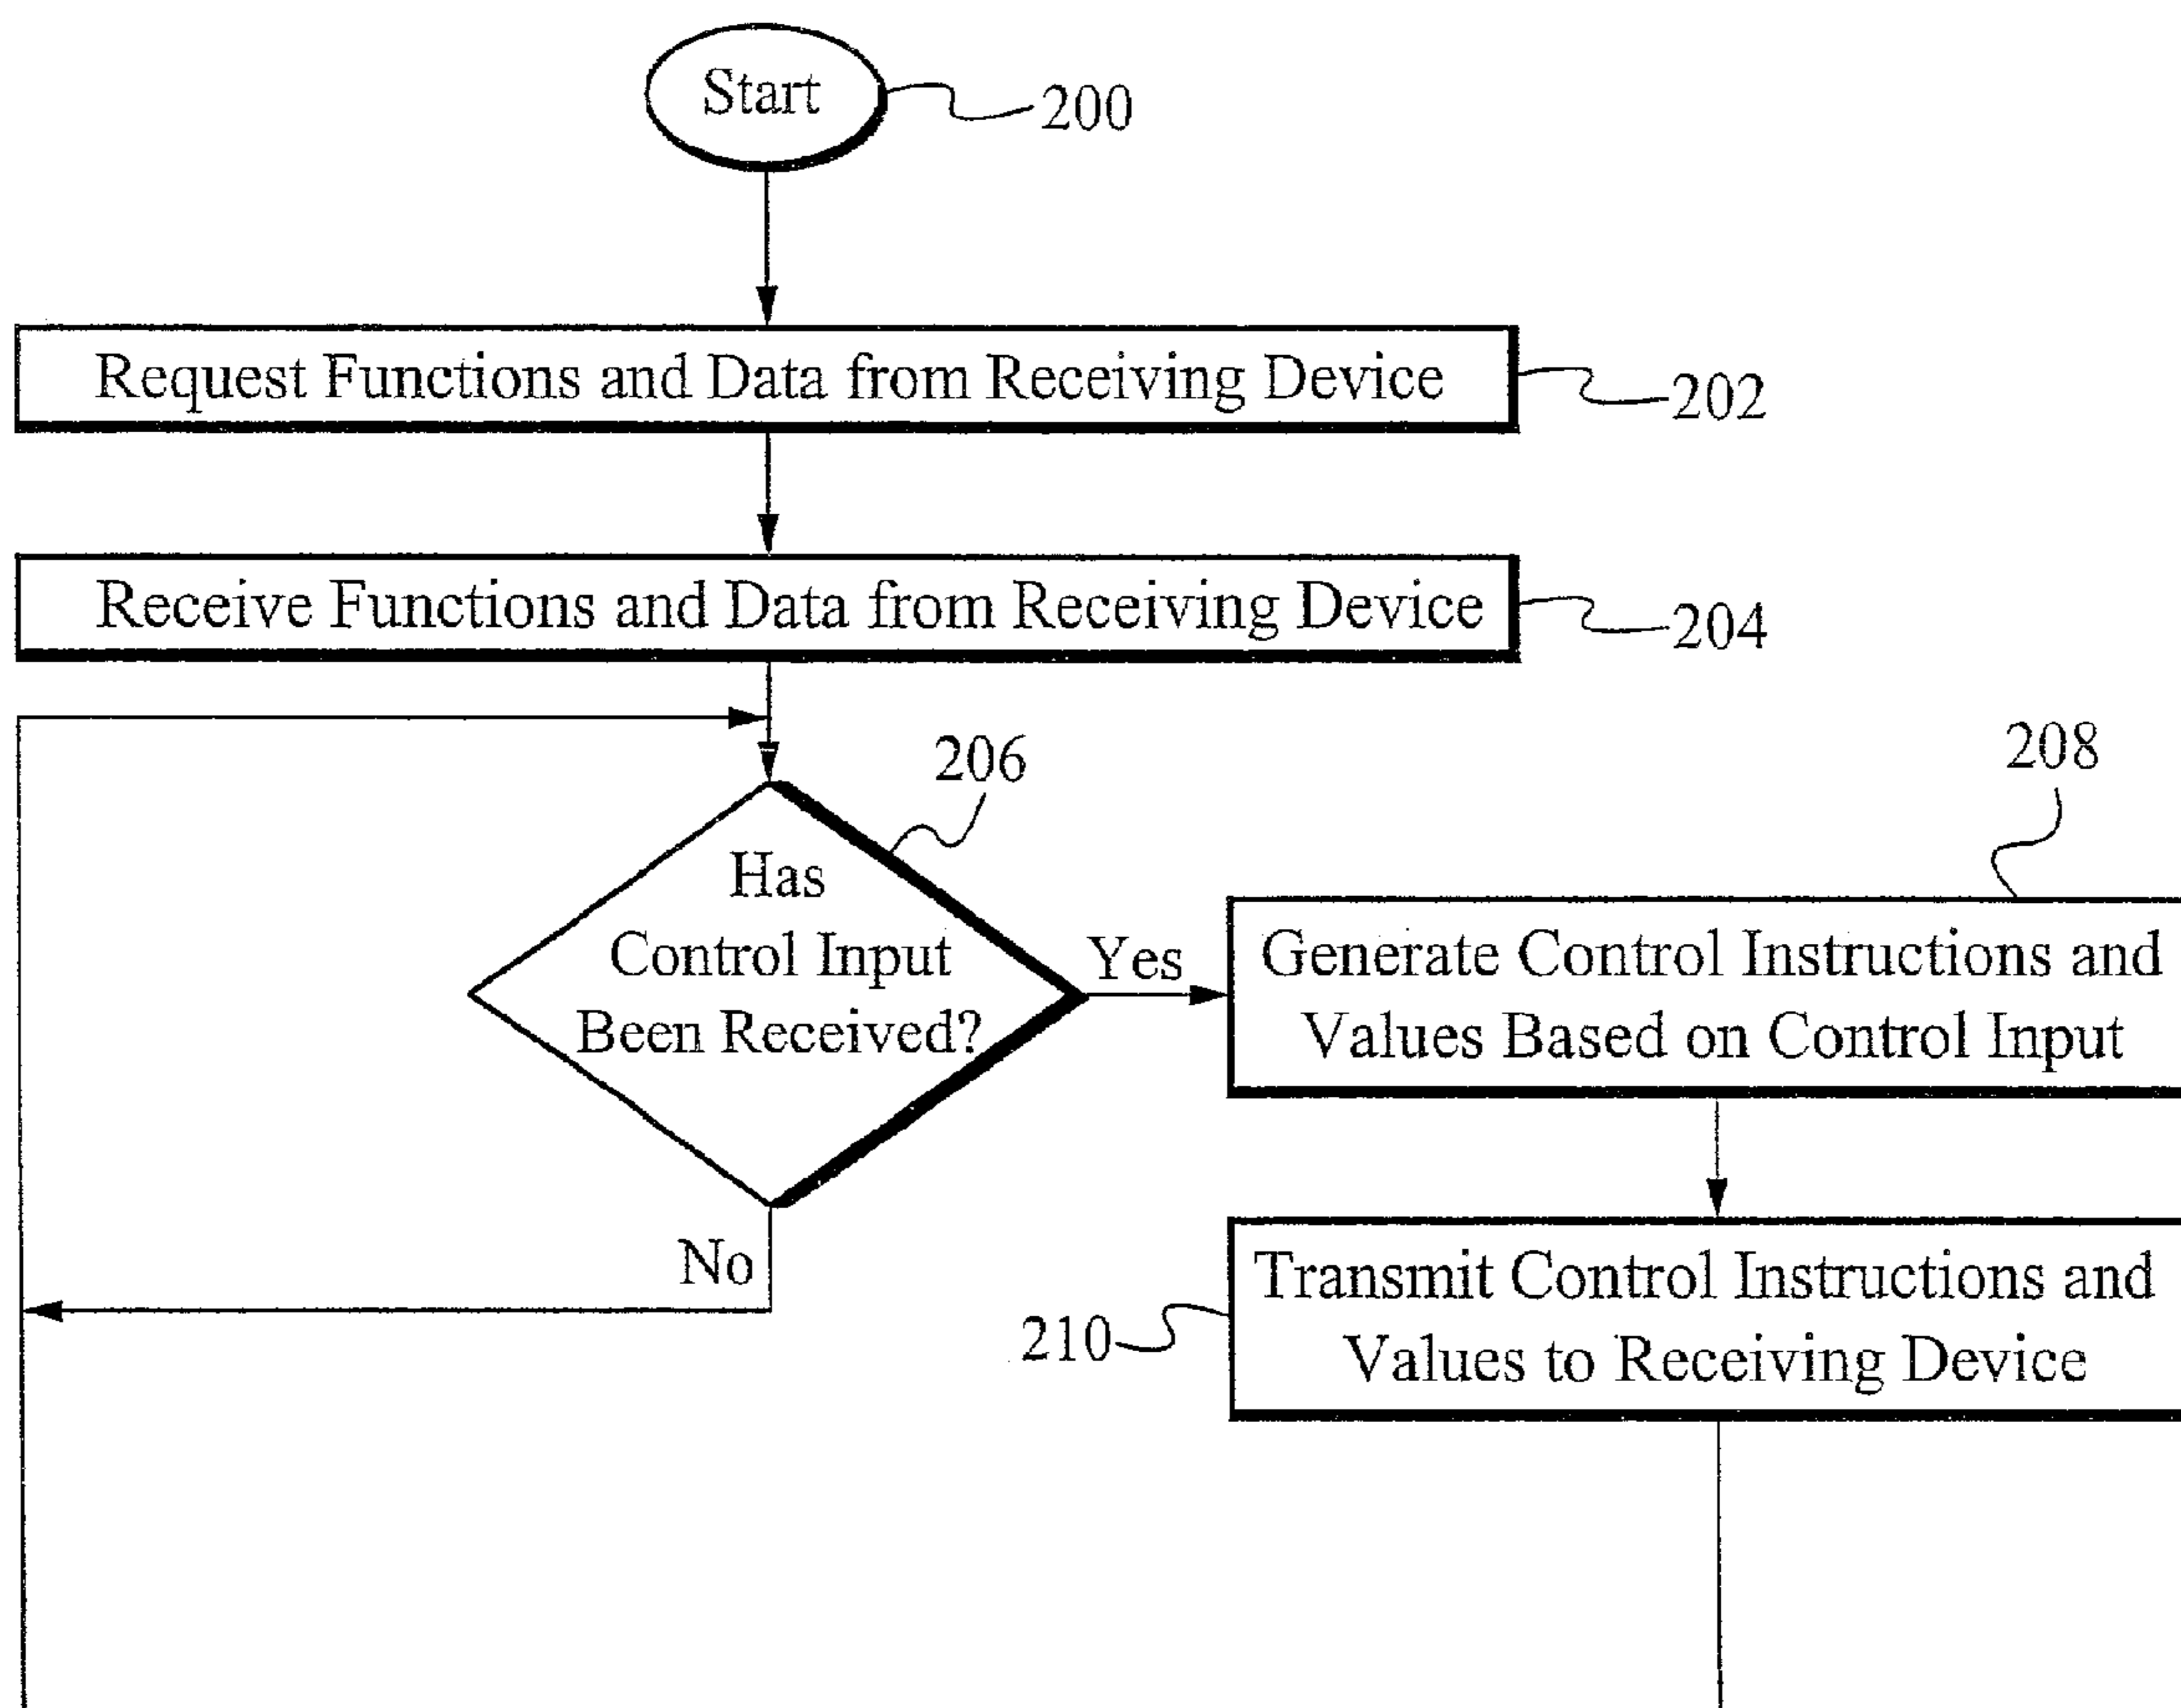 Start
200
Request Functions and Data from Receiving Device
202
Receive Functions and Data from Receiving Device
204
206
208
Has
Control Input
Been Received?
Yes
Generate Control Instructions and
Values Based on Control Input
No
Transmit Control Instructions and
Values to Receiving Device
210